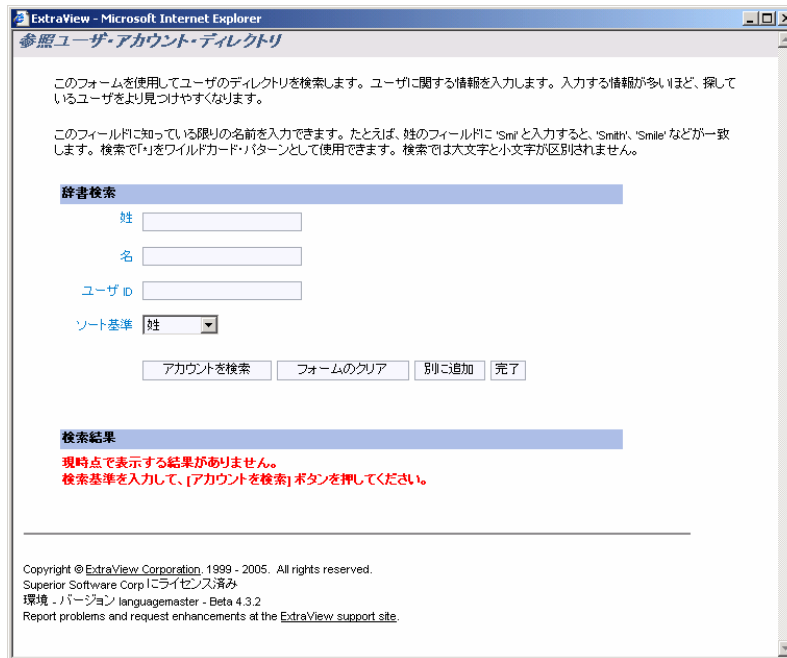 ExtraView - Microsoft Internet Explorer
参照ユーザ・アカウント・ディレクトリ
このフォームを使用してユーザのディレクトリを検索します。ユーザに関する情報を入力します。入力する情報が多いほど、探して
いるユーザをより見つけやすくなります。
このフィールドに知っている限りの名前を入力できます。たとえば、姓のフィールドに 'Smi' と入力すると、'Smith'、'Smile' などが一致
します。検索で「*」をワイルドカード・パターンとして使用できます。検索では大文字と小文字が区別されません。
辞書検索
姓
名
ユーザ ID
ソート基準 姓
アカウントを検索 フォームのクリア 別に追加 完了
検索結果
現時点で表示する結果がありません。
検索基準を入力して、[アカウントを検索] ボタンを押してください。
Copyright © ExtraView Corporation. 1999 - 2005. All rights reserved.
Superior Software Corp にライセンス済み
環境 - バージョン languagemaster - Beta 4.3.2
Report problems and request enhancements at the ExtraView support site.